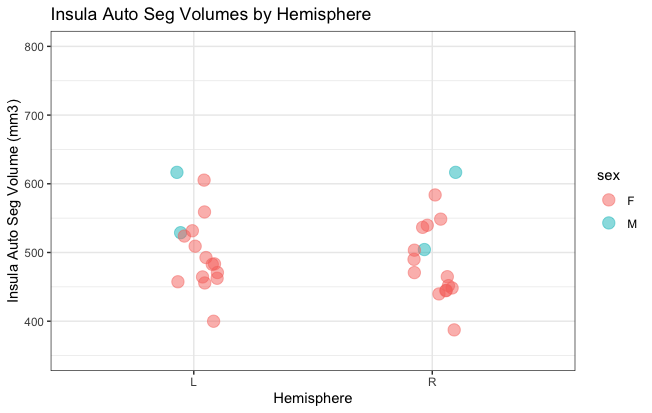 Insula Auto Seg Volumes by Hemisphere
Insula Auto Seg Volume (mm3)
800
700
600
500
400
L
R
Hemisphere
sex
F
M